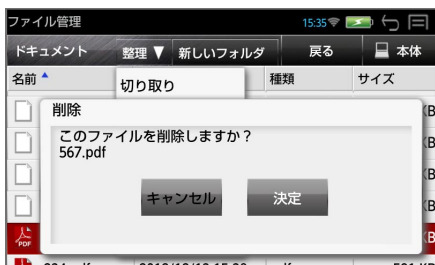 ファイル管理 15:35
ドキュメント 整理 ▼ 新しいフォルダ 戻る 本体
名前 ▲ 種類 サイズ
切り取り
削除
このファイルを削除しますか？
567.pdf
キャンセル 決定
PDF